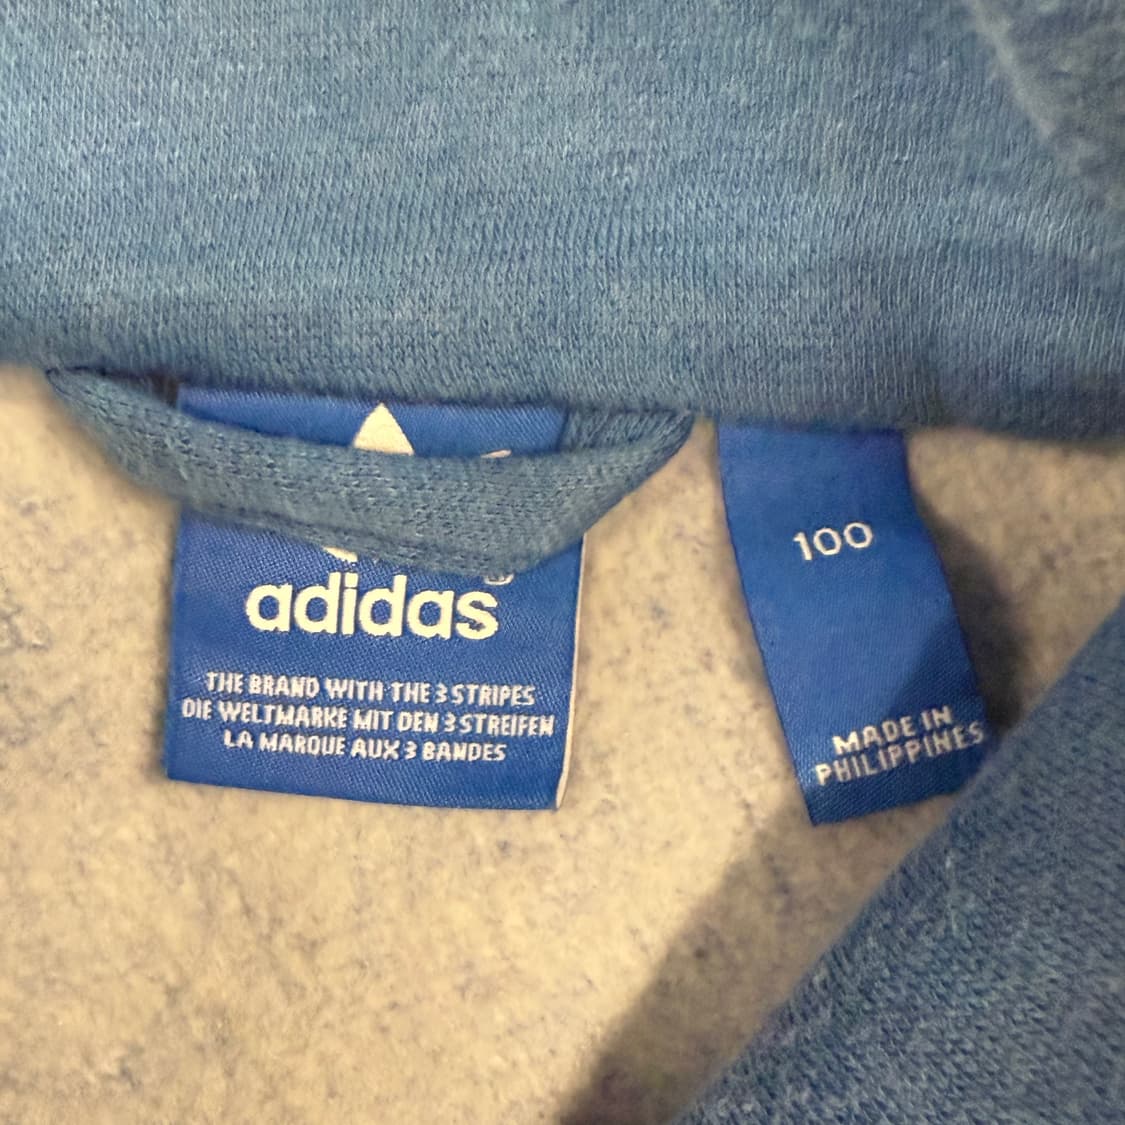 adidas
THE BRAND WITH THE 3 STRIPES
DIE WELTMARKE MIT DEN 3 STREIFEN
LA MARQUE AUX 3 BANDES
100
MADE IN
PHILIPPINES